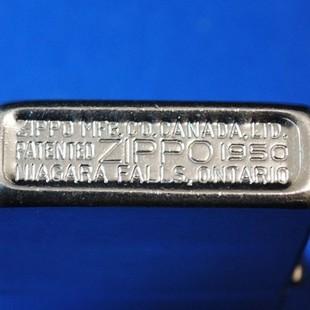 ZIPPO MFG. CO. CANADA, LTD.
PATENTED ZIPPO 1950
NIAGARA FALLS, ONTARIO